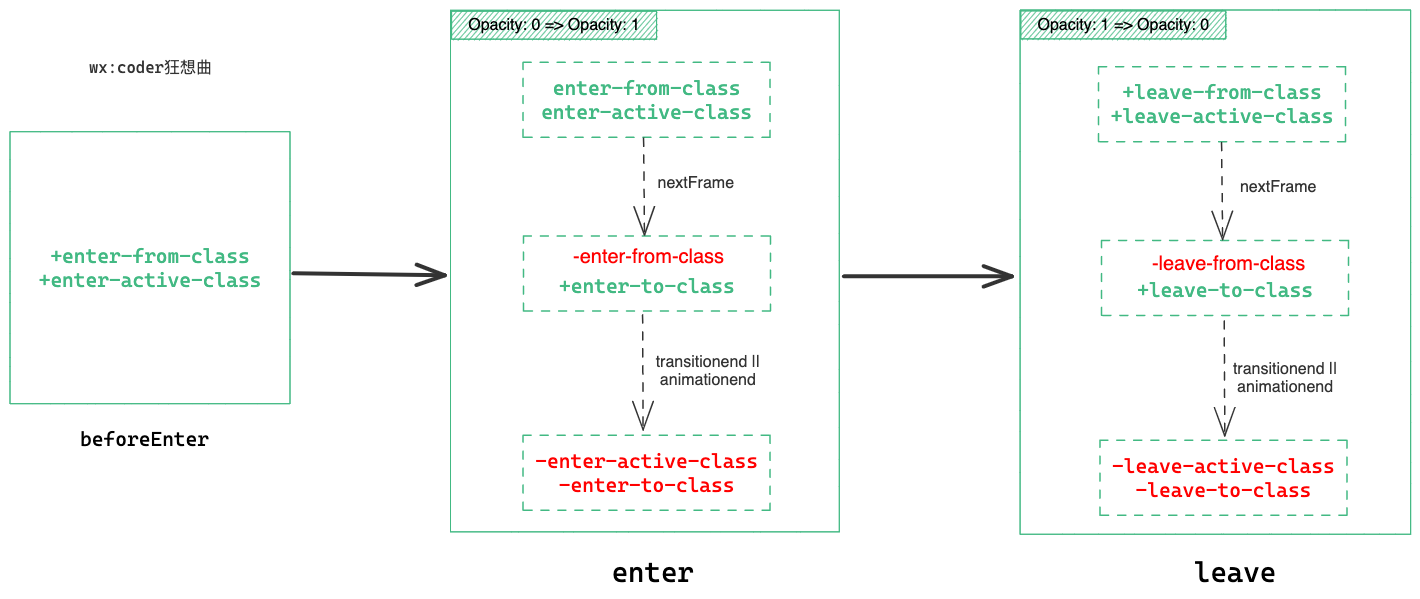 wx:coder狂想曲
+enter-from-class
+enter-active-class
beforeEnter
Opacity: 0 => Opacity: 1
enter-from-class
enter-active-class
nextFrame
-enter-from-class
+enter-to-class
transitionend ||
animationend
-enter-active-class
-enter-to-class
enter
Opacity: 1 => Opacity: 0
+leave-from-class
+leave-active-class
nextFrame
-leave-from-class
+leave-to-class
transitionend ||
animationend
-leave-active-class
-leave-to-class
leave